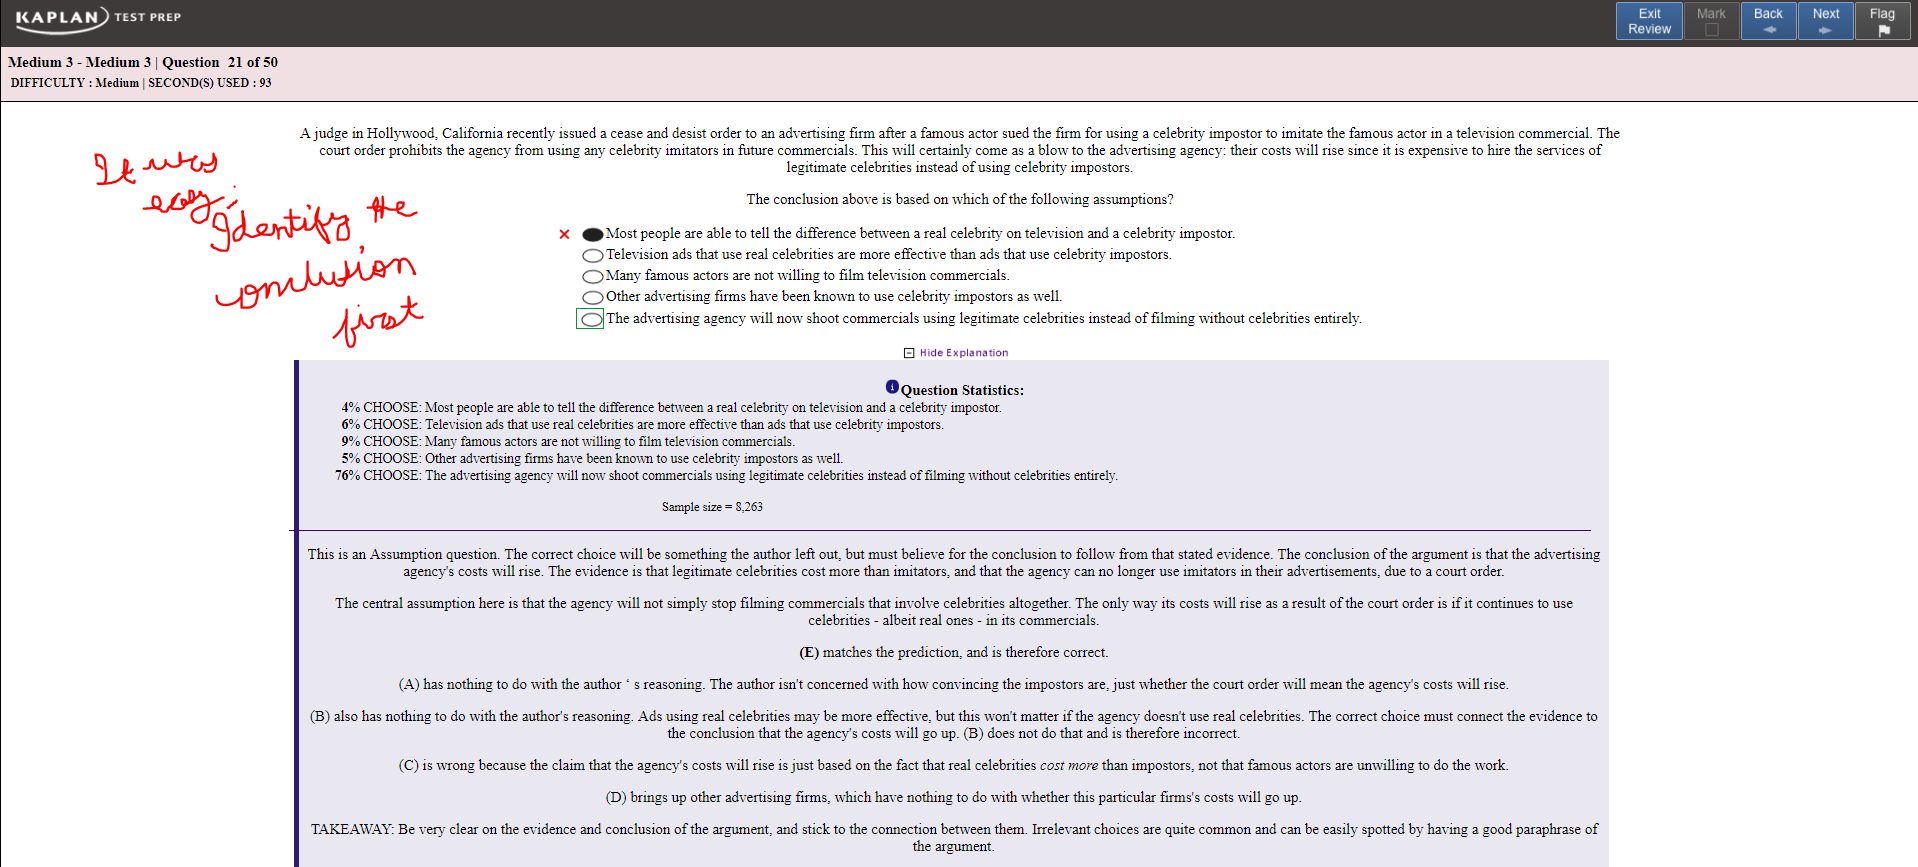 KAPLAN TEST PREP
Exit Review
Mark
Back
Next
Flag
Medium 3 - Medium 3 | Question 21 of 50
DIFFICULTY : Medium | SECOND(S) USED : 93
A judge in Hollywood, California recently issued a cease and desist order to an advertising firm after a famous actor sued the firm for using a celebrity impostor to imitate the famous actor in a television commercial. The
court order prohibits the agency from using any celebrity imitators in future commercials. This will certainly come as a blow to the advertising agency: their costs will rise since it is expensive to hire the services of
legitimate celebrities instead of using celebrity impostors.
It was
easy;
Identify the
conclusion
first
The conclusion above is based on which of the following assumptions?
Most people are able to tell the difference between a real celebrity on television and a celebrity impostor.
Television ads that use real celebrities are more effective than ads that use celebrity impostors.
Many famous actors are not willing to film television commercials.
Other advertising firms have been known to use celebrity impostors as well.
The advertising agency will now shoot commercials using legitimate celebrities instead of filming without celebrities entirely.
Hide Explanation
Question Statistics:
4% CHOOSE: Most people are able to tell the difference between a real celebrity on television and a celebrity impostor.
6% CHOOSE: Television ads that use real celebrities are more effective than ads that use celebrity impostors.
9% CHOOSE: Many famous actors are not willing to film television commercials.
5% CHOOSE: Other advertising firms have been known to use celebrity impostors as well.
76% CHOOSE: The advertising agency will now shoot commercials using legitimate celebrities instead of filming without celebrities entirely.
Sample size = 8,263
This is an Assumption question. The correct choice will be something the author left out, but must believe for the conclusion to follow from that stated evidence. The conclusion of the argument is that the advertising
agency's costs will rise. The evidence is that legitimate celebrities cost more than imitators, and that the agency can no longer use imitators in their advertisements, due to a court order.
The central assumption here is that the agency will not simply stop filming commercials that involve celebrities altogether. The only way its costs will rise as a result of the court order is if it continues to use
celebrities - albeit real ones - in its commercials.
(E) matches the prediction, and is therefore correct.
(A) has nothing to do with the author ‘ s reasoning. The author isn't concerned with how convincing the impostors are, just whether the court order will mean the agency's costs will rise.
(B) also has nothing to do with the author's reasoning. Ads using real celebrities may be more effective, but this won't matter if the agency doesn't use real celebrities. The correct choice must connect the evidence to
the conclusion that the agency's costs will go up. (B) does not do that and is therefore incorrect.
(C) is wrong because the claim that the agency's costs will rise is just based on the fact that real celebrities cost more than impostors, not that famous actors are unwilling to do the work.
(D) brings up other advertising firms, which have nothing to do with whether this particular firms's costs will go up.
TAKEAWAY: Be very clear on the evidence and conclusion of the argument, and stick to the connection between them. Irrelevant choices are quite common and can be easily spotted by having a good paraphrase of
the argument.